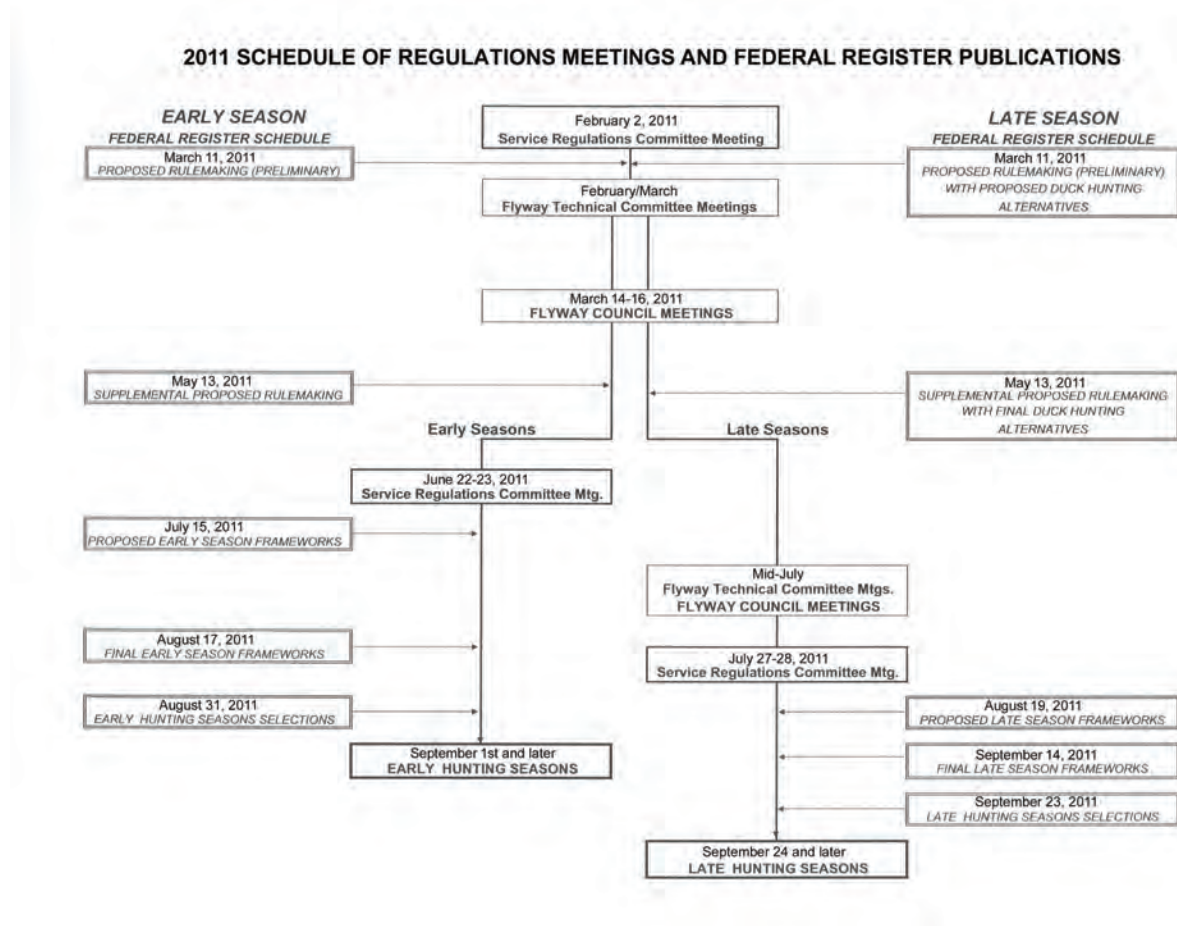 2011 SCHEDULE OF REGULATIONS MEETINGS AND FEDERAL REGISTER PUBLICATIONS
EARLY SEASON
FEDERAL REGISTER SCHEDULE
March 11, 2011
PROPOSED RULEMAKING (PRELIMINARY)
February 2, 2011
Service Regulations Committee Meeting
LATE SEASON
FEDERAL REGISTER SCHEDULE
March 11, 2011
PROPOSED RULEMAKING (PRELIMINARY)
WITH PROPOSED DUCK HUNTING
ALTERNATIVES
February/March
Flyway Technical Committee Meetings
March 14-16, 2011
FLYWAY COUNCIL MEETINGS
May 13, 2011
SUPPLEMENTAL PROPOSED RULEMAKING
May 13, 2011
SUPPLEMENTAL PROPOSED RULEMAKING
WITH FINAL DUCK HUNTING
ALTERNATIVES
Early Seasons
Late Seasons
June 22-23, 2011
Service Regulations Committee Mtg.
July 15, 2011
PROPOSED EARLY SEASON FRAMEWORKS
Mid-July
Flyway Technical Committee Mtgs.
FLYWAY COUNCIL MEETINGS
August 17, 2011
FINAL EARLY SEASON FRAMEWORKS
July 27-28, 2011
Service Regulations Committee Mtg.
August 31, 2011
EARLY HUNTING SEASONS SELECTIONS
August 19, 2011
PROPOSED LATE SEASON FRAMEWORKS
September 1st and later
EARLY HUNTING SEASONS
September 14, 2011
FINAL LATE SEASON FRAMEWORKS
September 23, 2011
LATE HUNTING SEASONS SELECTIONS
September 24 and later
LATE HUNTING SEASONS